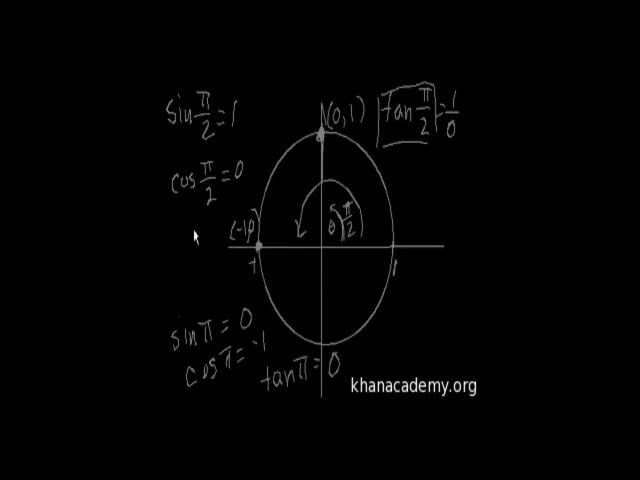 sin π/2 = 1
(0, 1)
tan π/2 = 1/0
cos π/2 = 0
(-1, 0)
θ π/2
-1
1
sin π = 0
cos π = -1
tan π = 0
khanacademy.org